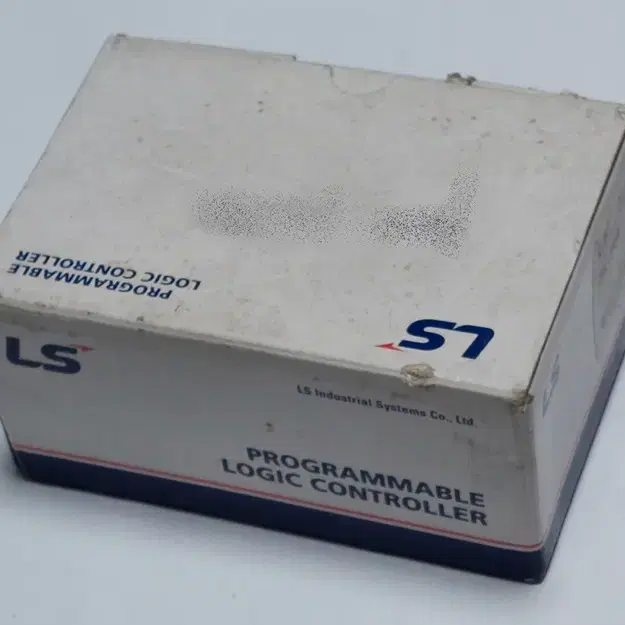 PROGRAMMABLE
LOGIC CONTROLLER
LS
LS
LS Industrial Systems Co., Ltd.
PROGRAMMABLE
LOGIC CONTROLLER